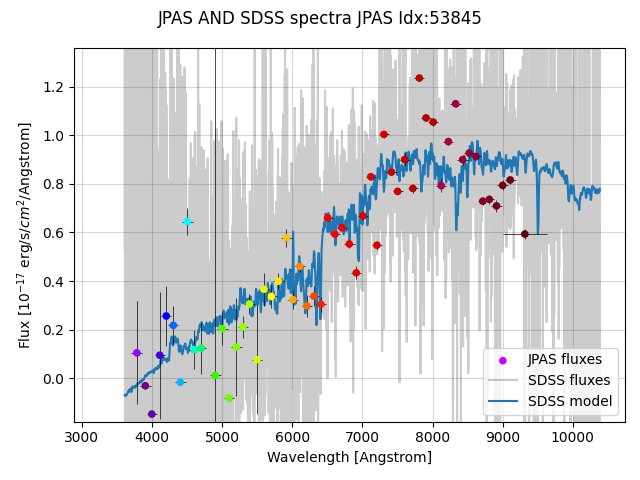 JPAS AND SDSS spectra JPAS Idx:53845
Flux [10⁻¹⁷ erg/s/cm²/Angstrom]
1.2
1.0
0.8
0.6
0.4
0.2
0.0
JPAS fluxes
SDSS fluxes
SDSS model
3000 4000 5000 6000 7000 8000 9000 10000
Wavelength [Angstrom]